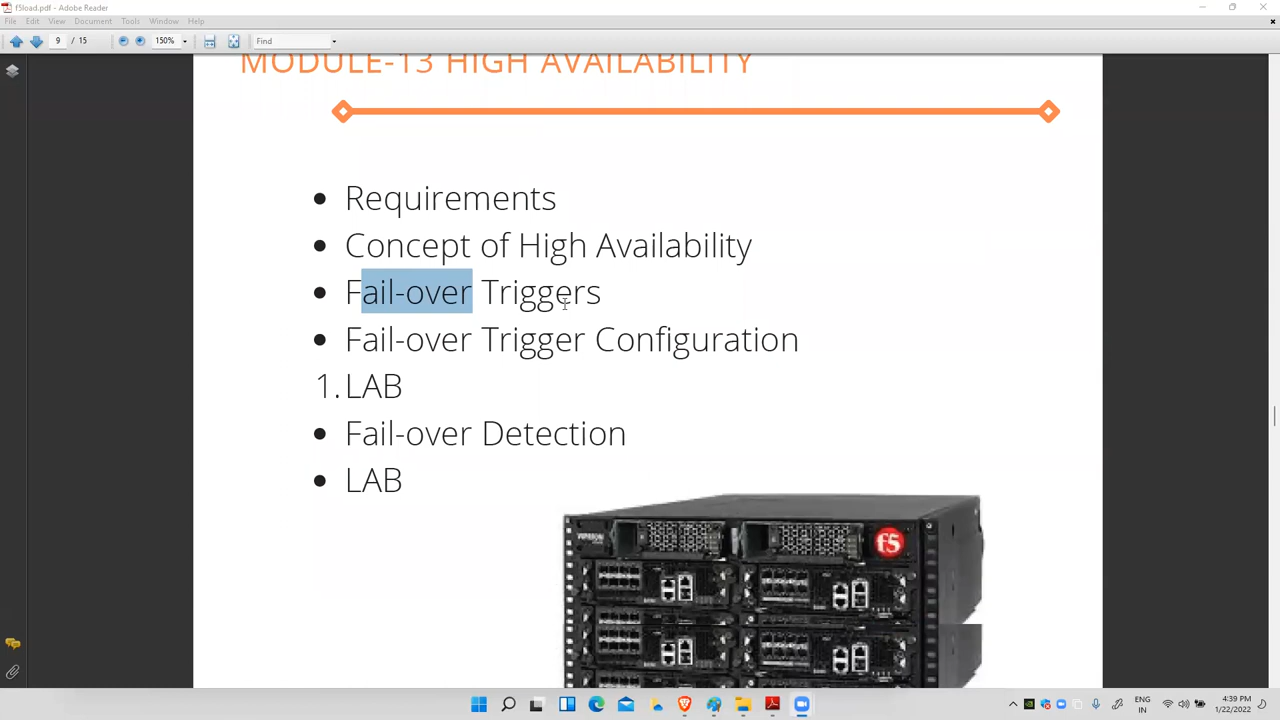 f5load.pdf - Adobe Reader
File Edit View Document Tools Window Help
9 / 15 150% Find
MODULE-13 HIGH AVAILABILITY
• Requirements
• Concept of High Availability
• Fail-over Triggers
• Fail-over Trigger Configuration
1. LAB
• Fail-over Detection
• LAB
VIPRION
f5
ENG
IN
4:39 PM
1/22/2022